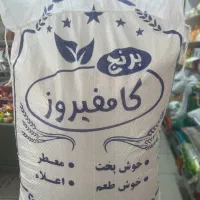 برنج
کامفیروز
• خوش پخت • معطر
• خوش طعم • اعلاء